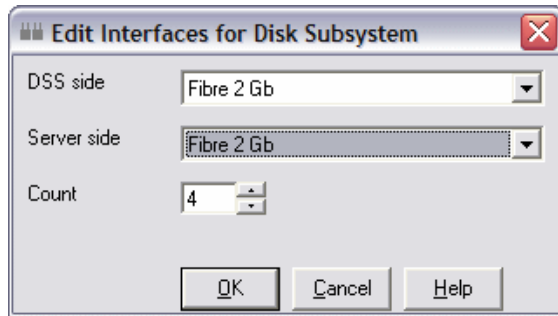 Edit Interfaces for Disk Subsystem
DSS side
Fibre 2 Gb
Server side
Fibre 2 Gb
Count
4
OK
Cancel
Help